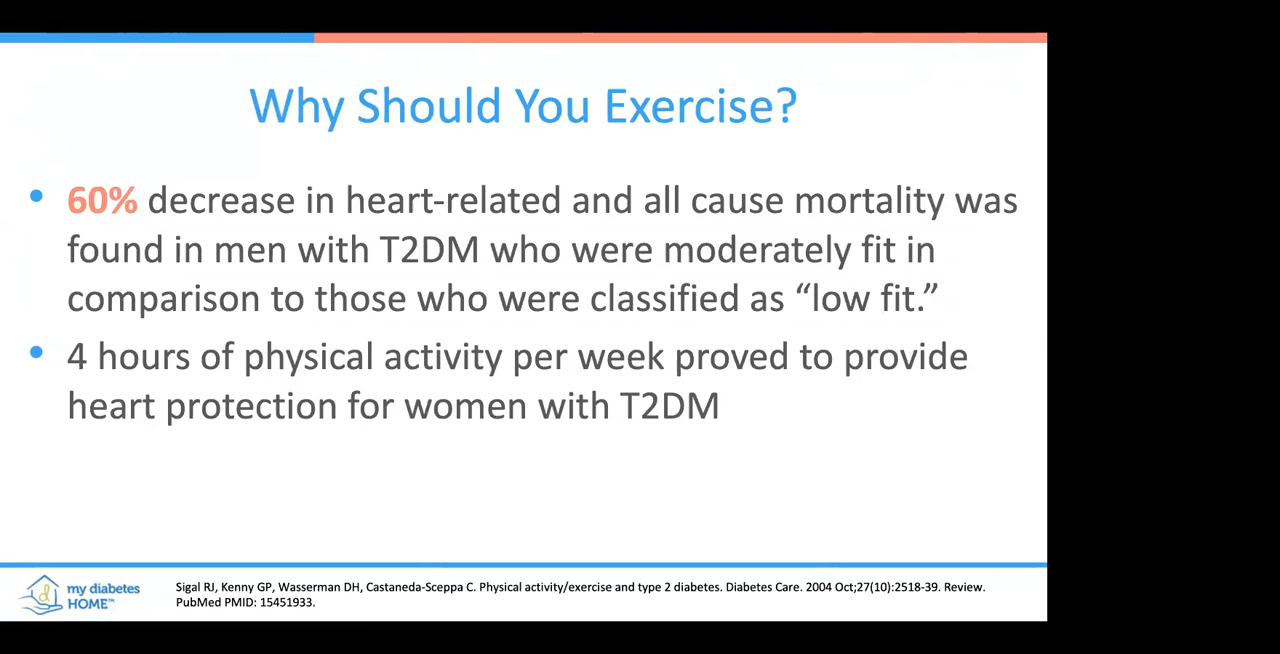 Why Should You Exercise?
• 60% decrease in heart-related and all cause mortality was
found in men with T2DM who were moderately fit in
comparison to those who were classified as “low fit.”
• 4 hours of physical activity per week proved to provide
heart protection for women with T2DM
my diabetes
HOME™
Sigal RJ, Kenny GP, Wasserman DH, Castaneda-Sceppa C. Physical activity/exercise and type 2 diabetes. Diabetes Care. 2004 Oct;27(10):2518-39. Review.
PubMed PMID: 15451933.